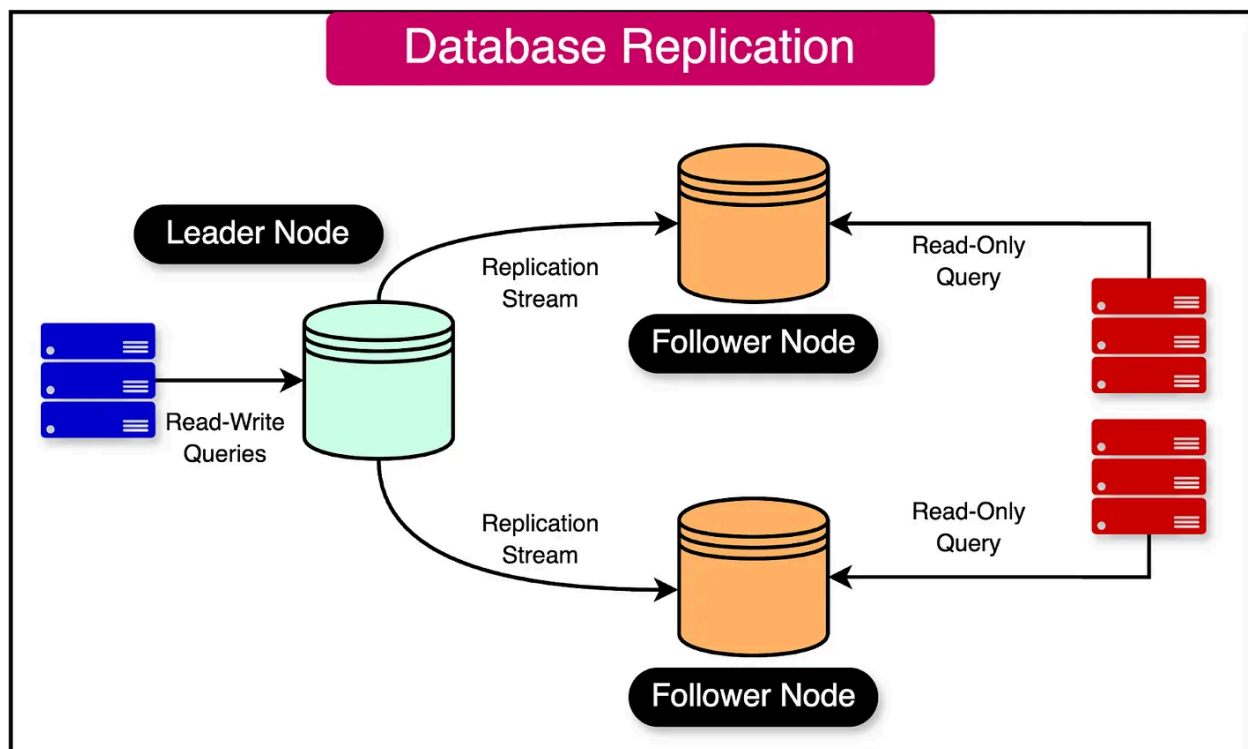 Database Replication
Leader Node
Replication
Stream
Read-Only
Query
Follower Node
Read-Write
Queries
Replication
Stream
Read-Only
Query
Follower Node